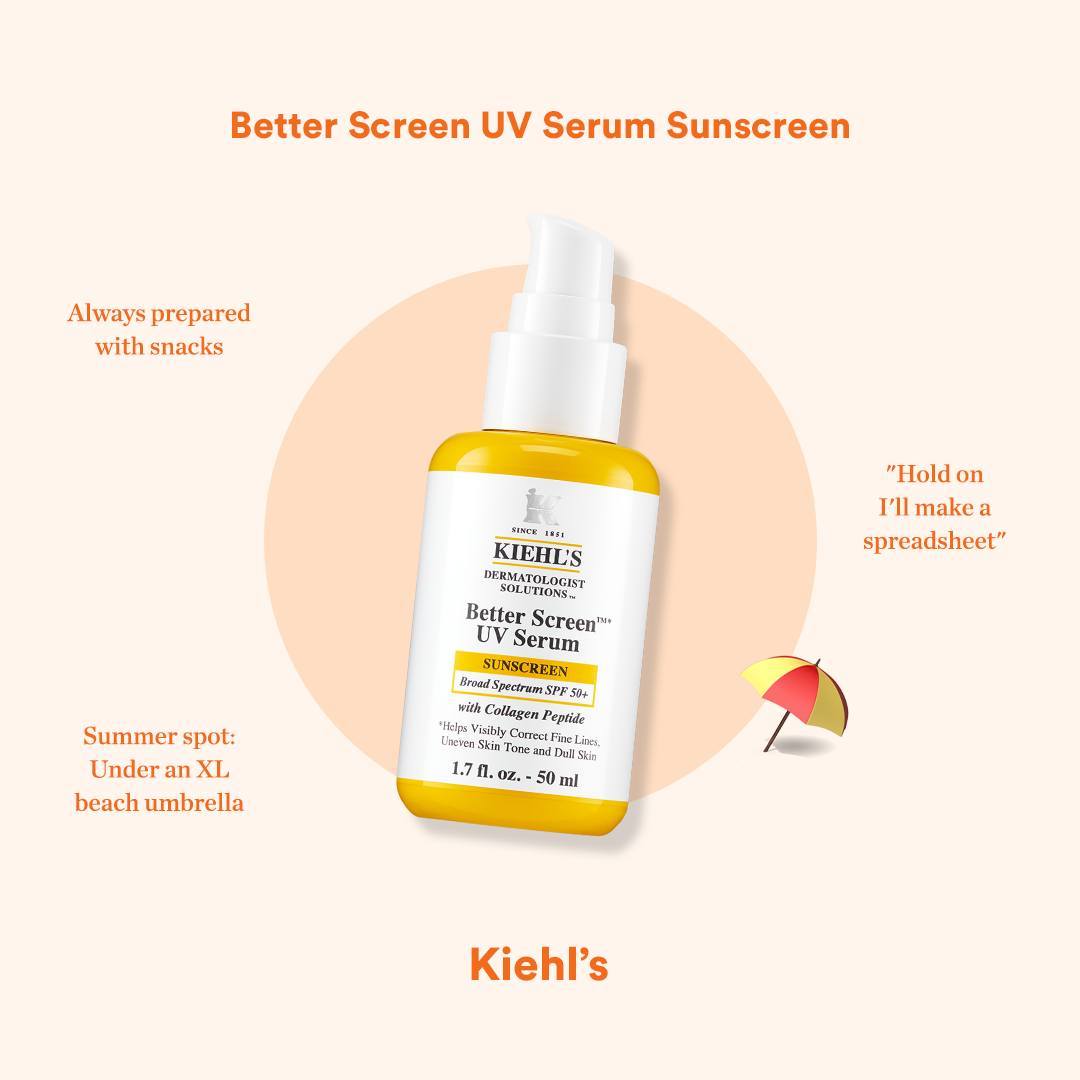 Better Screen UV Serum Sunscreen
Always prepared
with snacks
"Hold on
I'll make a
spreadsheet"
Summer spot:
Under an XL
beach umbrella
K
SINCE 1851
KIEHL'S
DERMATOLOGIST
SOLUTIONS™
Better Screen™*
UV Serum
SUNSCREEN
Broad Spectrum SPF 50+
with Collagen Peptide
*Helps Visibly Correct Fine Lines,
Uneven Skin Tone and Dull Skin
1.7 fl. oz. - 50 ml
Kiehl's